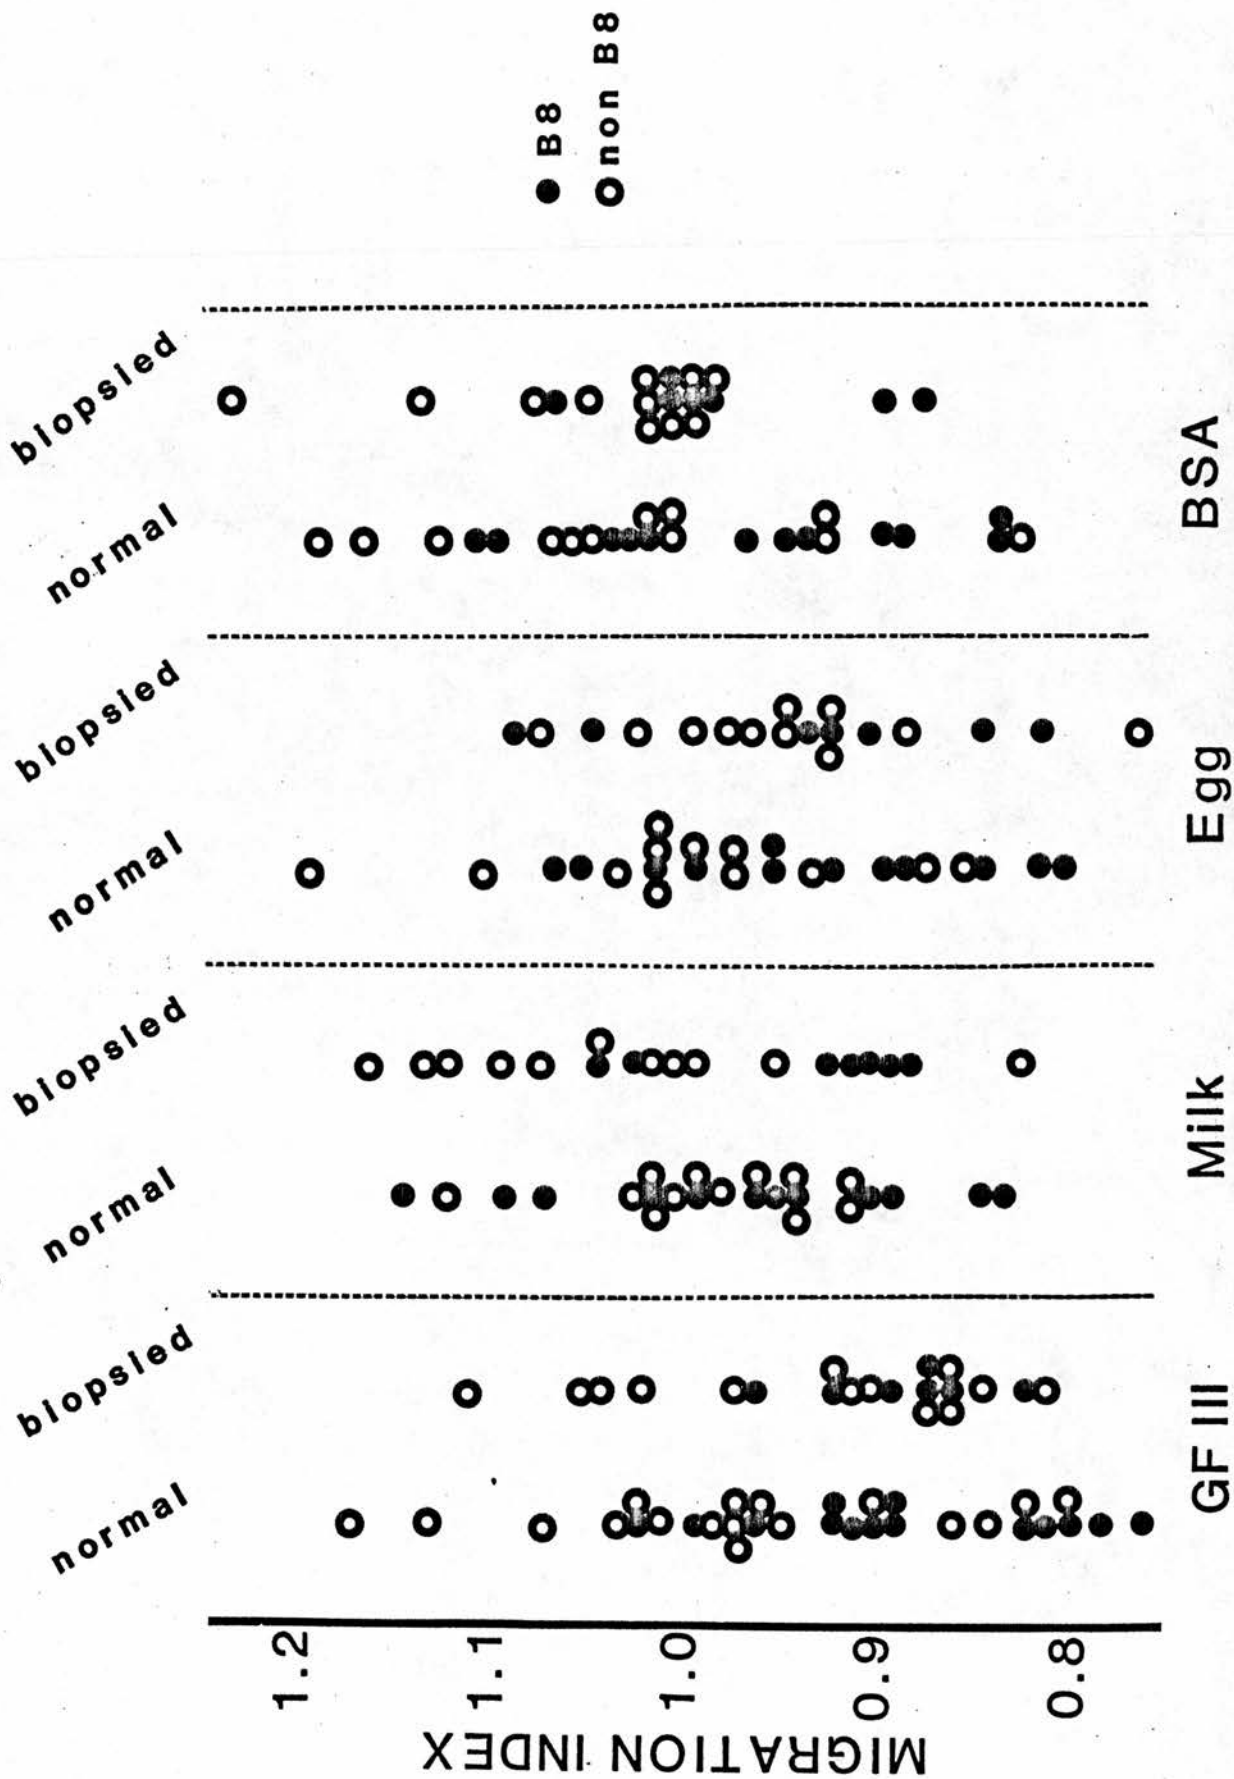 MIGRATION INDEX
1.2
1.1
1.0
0.9
0.8
normal
biopsied
normal
biopsied
normal
biopsied
normal
biopsied
GF III
Milk
Egg
BSA
● B8
○ non B8